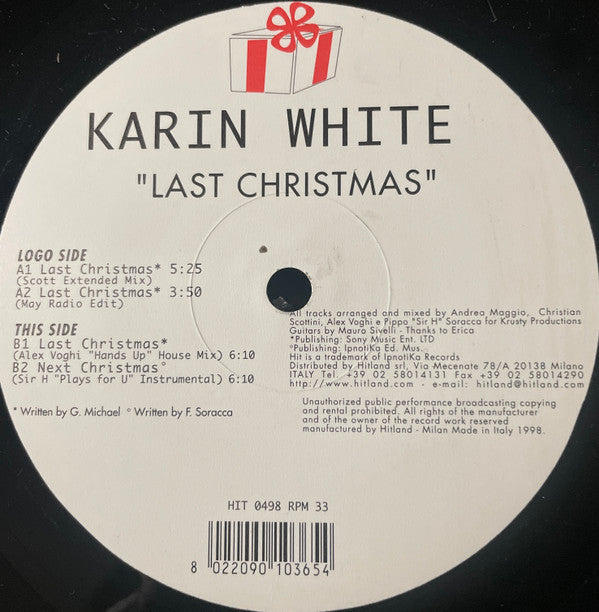 KARIN WHITE
"LAST CHRISTMAS"
LOGO SIDE
A1 Last Christmas* 5:25
(Scott Extended Mix)
A2 Last Christmas* 3:50
(May Radio Edit)
THIS SIDE
B1 Last Christmas*
(Alex Voghi "Hands Up" House Mix) 6:10
B2 Next Christmas°
(Sir H "Plays for U" Instrumental) 6:10
* Written by G. Michael ° Written by F. Soracca
All tracks arranged and mixed by Andrea Maggio, Christian
Scottini, Alex Voghi e Pippo "Sir H" Soracca for Krusty Productions
Guitars by Mauro Sivelli - Thanks to Erica
*Publishing: Sony Music Ent. LTD
°Publishing: IpnotiKa Ed. Mus.
Hit is a trademark of IpnotiKa Records
Distributed by Hitland srl, Via Mecenate 78/A 20138 Milano
ITALY Tel. +39 02 58014131 Fax +39 02 58014290
http://www.hitland.com - e-mail: hitland@hitland.com
Unauthorized public performance broadcasting copying
and rental prohibited. All rights of the manufacturer
and of the owner of the record work reserved
manufactured by Hitland - Milan Made in Italy 1998.
HIT 0498 RPM 33
8 022090 103654